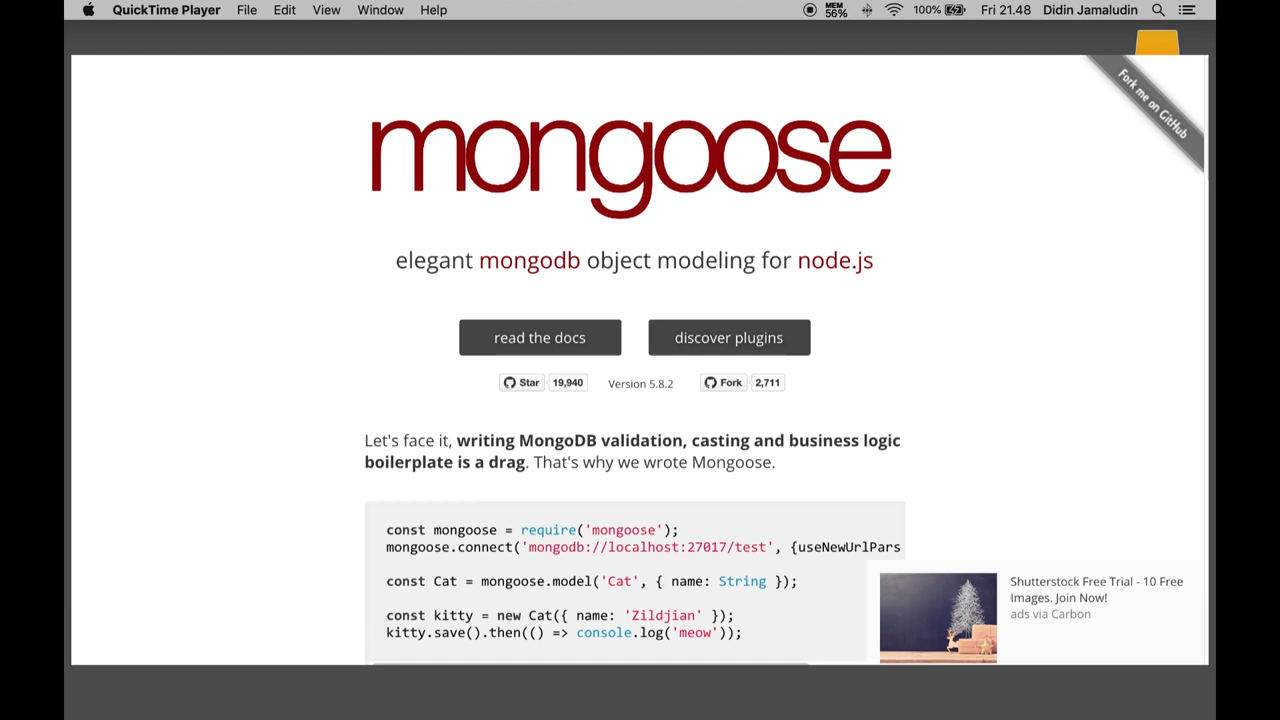 QuickTime Player File Edit View Window Help MEM 56% 100% Fri 21.48 Didin Jamaludin
Fork me on GitHub
mongoose
elegant mongodb object modeling for node.js
read the docs discover plugins
Star 19,940 Version 5.8.2 Fork 2,711
Let's face it, writing MongoDB validation, casting and business logic
boilerplate is a drag. That's why we wrote Mongoose.
const mongoose = require('mongoose');
mongoose.connect('mongodb://localhost:27017/test', {useNewUrlPars
const Cat = mongoose.model('Cat', { name: String });
const kitty = new Cat({ name: 'Zildjian' });
kitty.save().then(() => console.log('meow'));
Shutterstock Free Trial - 10 Free
Images. Join Now!
ads via Carbon